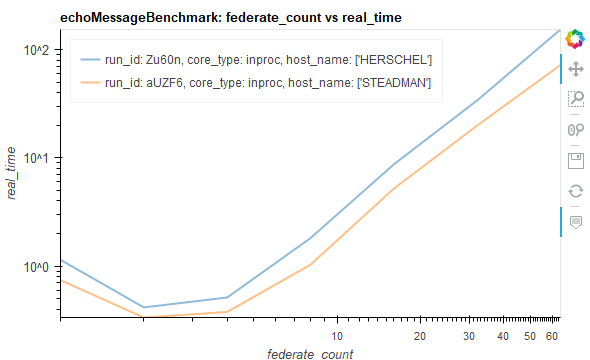 echoMessageBenchmark: federate_count vs real_time
run_id: Zu60n, core_type: inproc, host_name: ['HERSCHEL']
run_id: aUZF6, core_type: inproc, host_name: ['STEADMAN']
10^2
10^1
10^0
real_time
10 20 30 40 50 60
federate_count